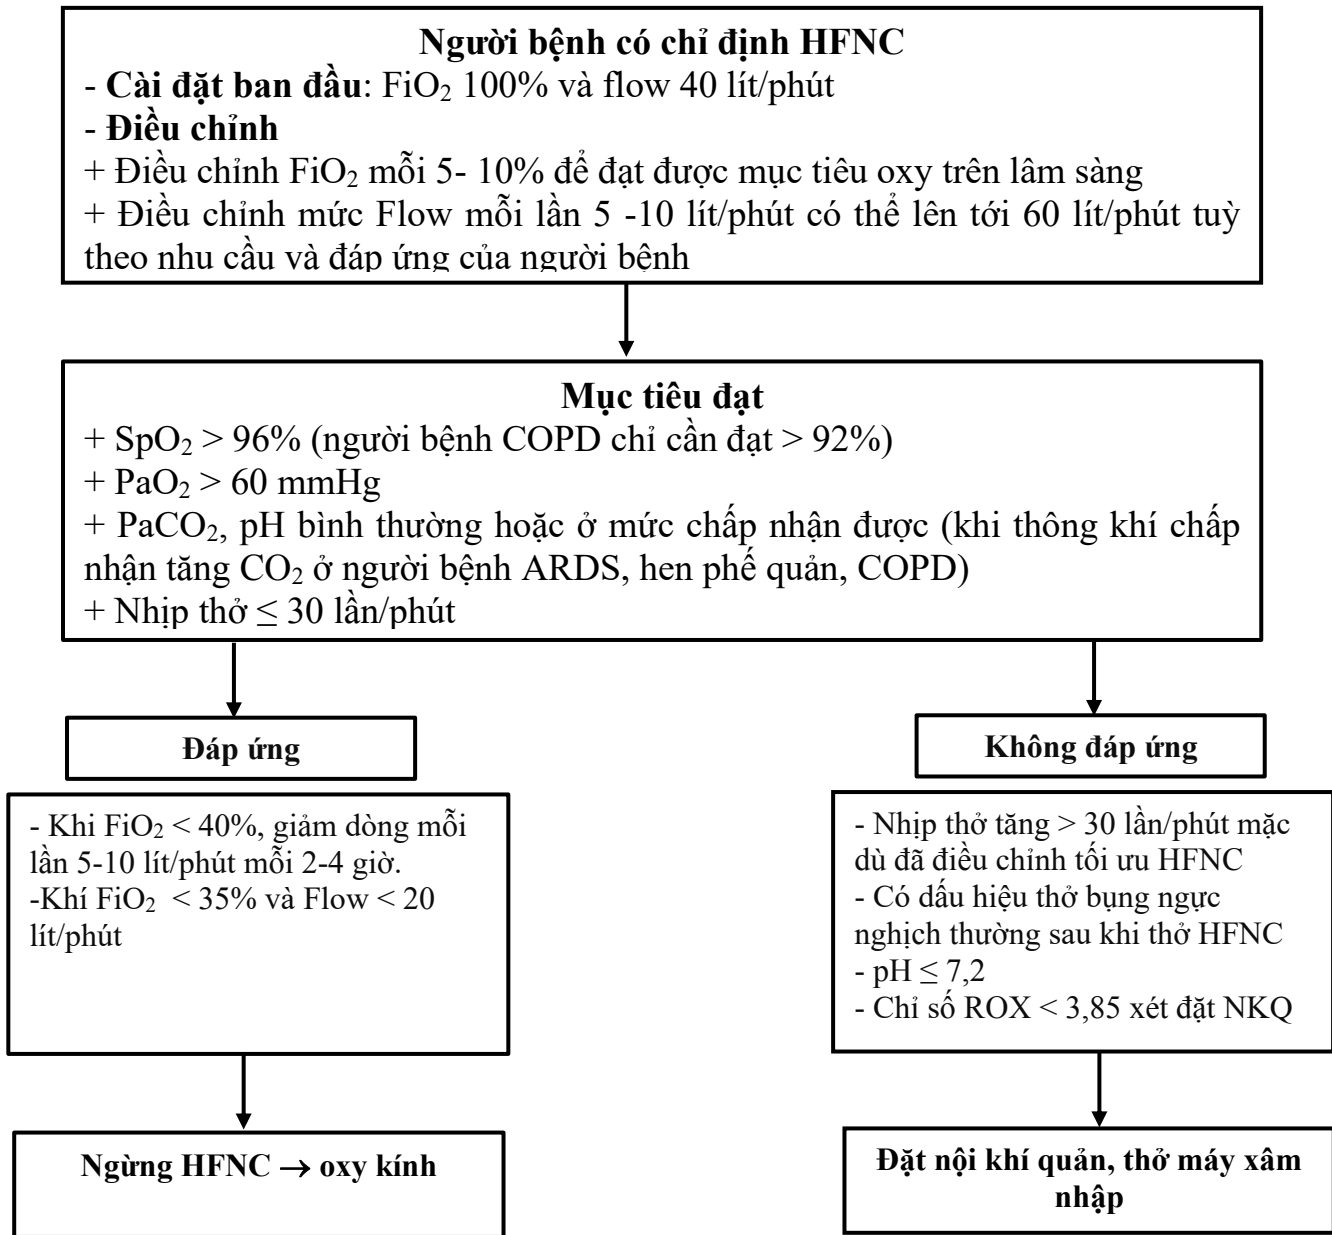 Người bệnh có chỉ định HFNC
- Cài đặt ban đầu: FiO₂ 100% và flow 40 lít/phút
- Điều chỉnh
+ Điều chỉnh FiO₂ mỗi 5- 10% để đạt được mục tiêu oxy trên lâm sàng
+ Điều chỉnh mức Flow mỗi lần 5 -10 lít/phút có thể lên tới 60 lít/phút tuỳ
theo nhu cầu và đáp ứng của người bệnh
Mục tiêu đạt
+ SpO₂ > 96% (người bệnh COPD chỉ cần đạt > 92%)
+ PaO₂ > 60 mmHg
+ PaCO₂, pH bình thường hoặc ở mức chấp nhận được (khi thông khí chấp
nhận tăng CO₂ ở người bệnh ARDS, hen phế quản, COPD)
+ Nhịp thở ≤ 30 lần/phút
Đáp ứng
- Khi FiO₂ < 40%, giảm dòng mỗi
lần 5-10 lít/phút mỗi 2-4 giờ.
-Khí FiO₂ < 35% và Flow < 20
lít/phút
Ngừng HFNC → oxy kính
Không đáp ứng
- Nhịp thở tăng > 30 lần/phút mặc
dù đã điều chỉnh tối ưu HFNC
- Có dấu hiệu thở bụng ngực
nghịch thường sau khi thở HFNC
- pH ≤ 7,2
- Chỉ số ROX < 3,85 xét đặt NKQ
Đặt nội khí quản, thở máy xâm
nhập